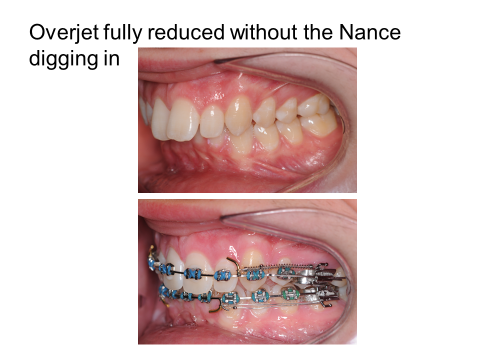 Overjet fully reduced without the Nance
digging in